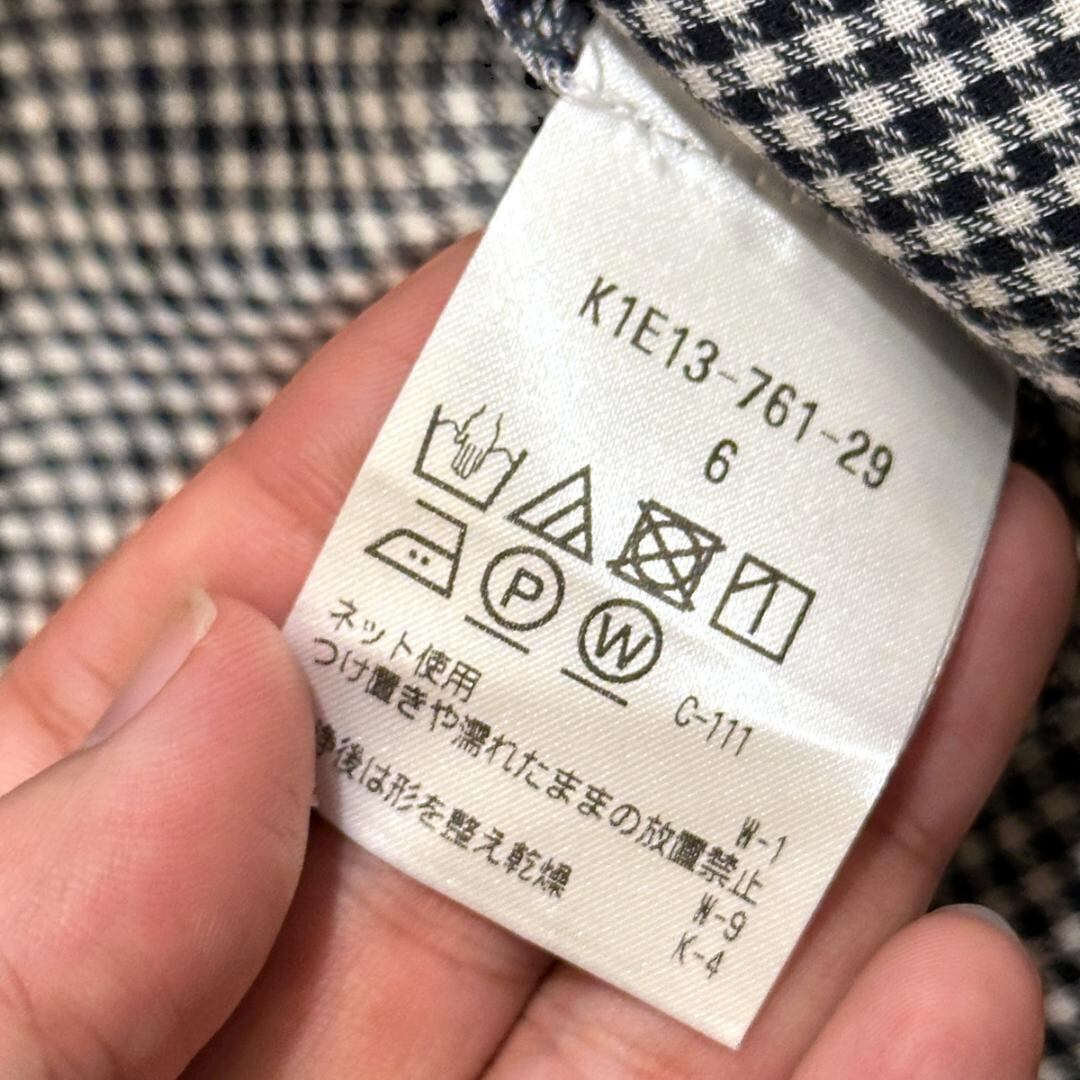 K1E13-761-29
6
P
W
C-111
ネット使用
W-1
つけ置きや濡れたままの放置禁止
W-9
浄後は形を整え乾燥
K-4